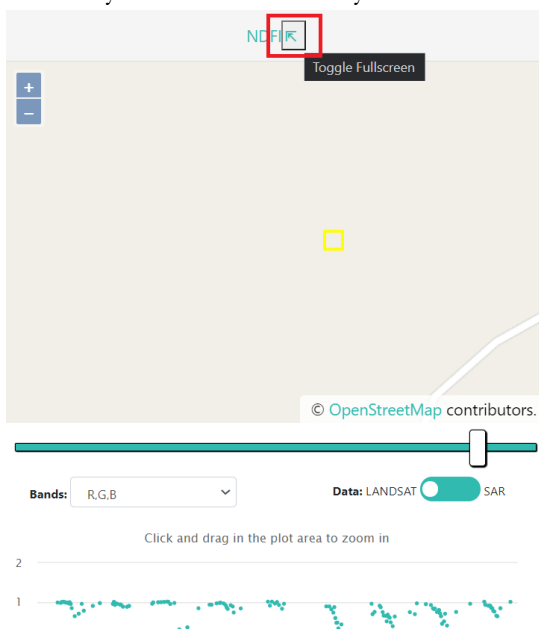 NDFI
Toggle Fullscreen
+
−
© OpenStreetMap contributors.
Bands: R,G,B
Data: LANDSAT SAR
Click and drag in the plot area to zoom in
2
1